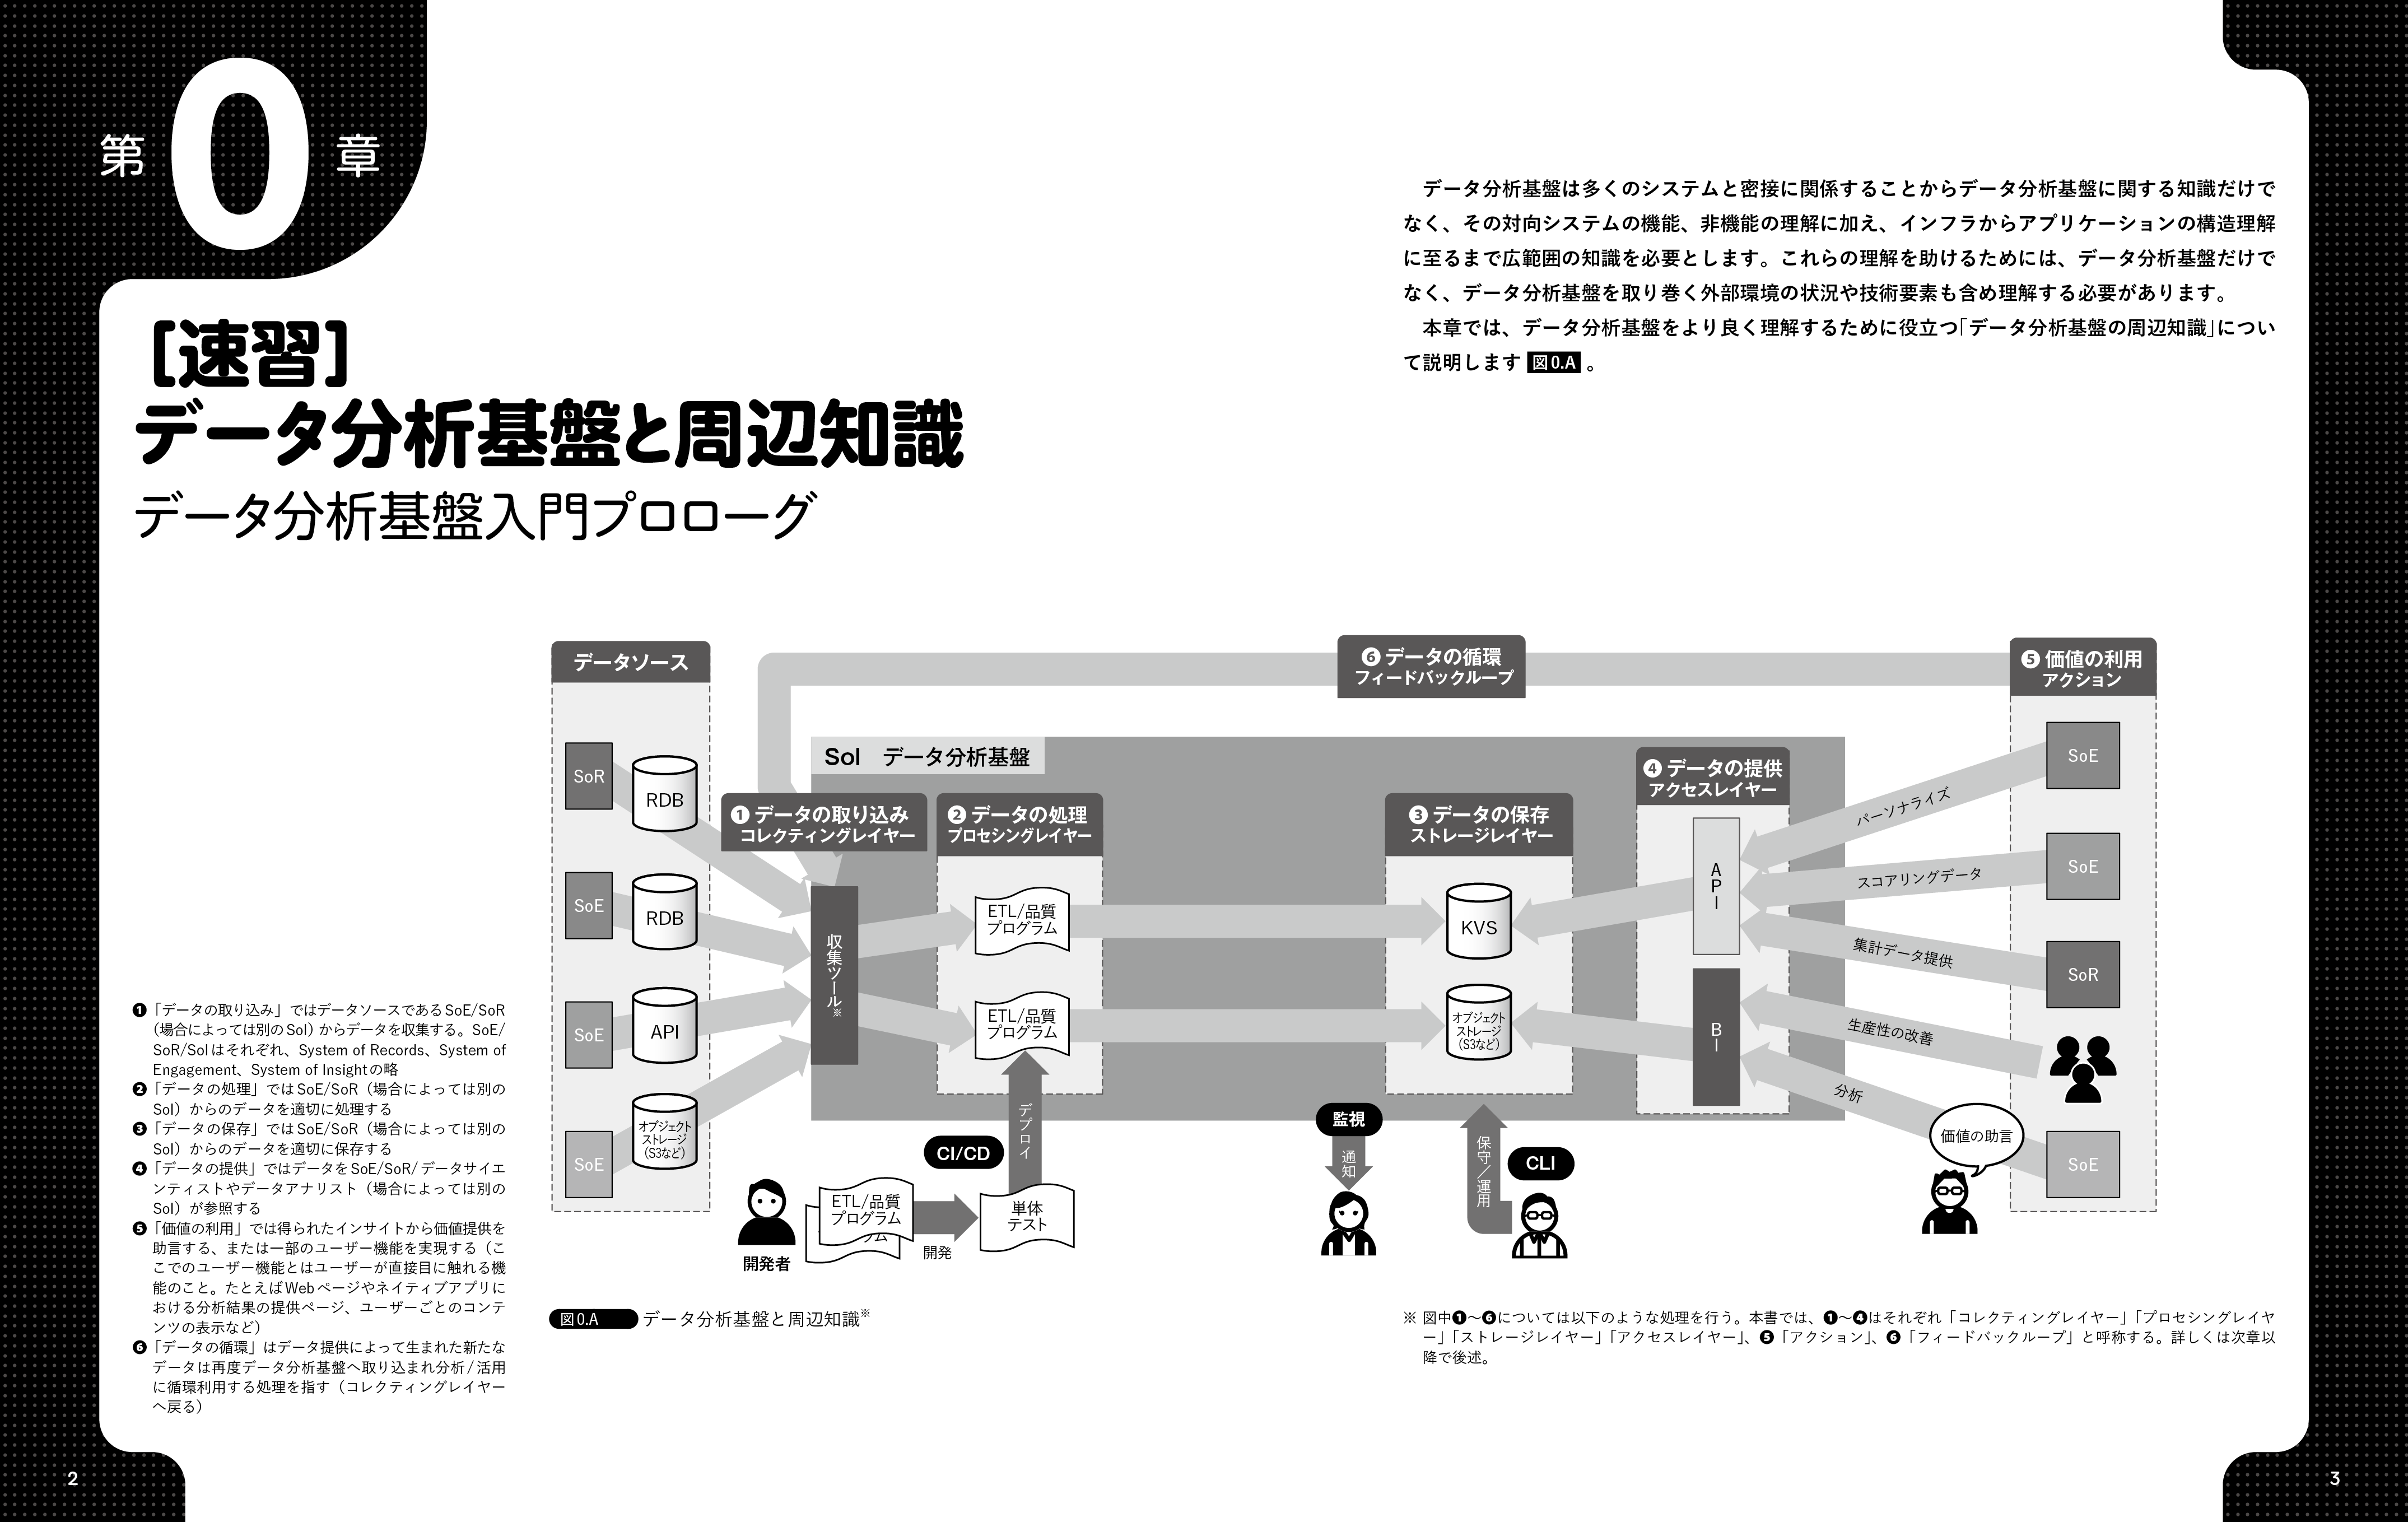 第0章
［速習］
データ分析基盤と周辺知識
データ分析基盤入門プロローグ
データ分析基盤は多くのシステムと密接に関係することからデータ分析基盤に関する知識だけで
なく、その対向システムの機能、非機能の理解に加え、インフラからアプリケーションの構造理解
に至るまで広範囲の知識を必要とします。これらの理解を助けるためには、データ分析基盤だけで
なく、データ分析基盤を取り巻く外部環境の状況や技術要素も含め理解する必要があります。
本章では、データ分析基盤をより良く理解するために役立つ「データ分析基盤の周辺知識」につい
て説明します 図0.A 。
データソース
SoR
RDB
SoE
RDB
SoE
API
SoE
オブジェクト
ストレージ
（S3など）
❻ データの循環
フィードバックループ
SoI データ分析基盤
❶ データの取り込み
コレクティングレイヤー
収集ツール※
❷ データの処理
プロセシングレイヤー
ETL/品質
プログラム
ETL/品質
プログラム
❸ データの保存
ストレージレイヤー
KVS
オブジェクト
ストレージ
（S3など）
❹ データの提供
アクセスレイヤー
API
BI
❺ 価値の利用
アクション
SoE
パーソナライズ
SoE
スコアリングデータ
SoR
集計データ提供
生産性の改善
分析
価値の助言
SoE
デプロイ
CI/CD
開発者
ETL/品質
プログラム
ム
開発
単体
テスト
監視
通知
保守／運用
CLI
❶「データの取り込み」ではデータソースであるSoE/SoR
（場合によっては別のSoI）からデータを収集する。SoE/
SoR/SoIはそれぞれ、System of Records、System of
Engagement、System of Insightの略
❷「データの処理」ではSoE/SoR（場合によっては別の
SoI）からのデータを適切に処理する
❸「データの保存」ではSoE/SoR（場合によっては別の
SoI）からのデータを適切に保存する
❹「データの提供」ではデータをSoE/SoR/データサイエ
ンティストやデータアナリスト（場合によっては別の
SoI）が参照する
❺「価値の利用」では得られたインサイトから価値提供を
助言する、または一部のユーザー機能を実現する（こ
こでのユーザー機能とはユーザーが直接目に触れる機
能のこと。たとえばWebページやネイティブアプリに
おける分析結果の提供ページ、ユーザーごとのコンテ
ンツの表示など）
❻「データの循環」はデータ提供によって生まれた新たな
データは再度データ分析基盤へ取り込まれ分析/活用
に循環利用する処理を指す（コレクティングレイヤー
へ戻る）
図0.A データ分析基盤と周辺知識※
※ 図中❶〜❻については以下のような処理を行う。本書では、❶〜❹はそれぞれ「コレクティングレイヤー」「プロセシングレイヤ
ー」「ストレージレイヤー」「アクセスレイヤー」、❺「アクション」、❻「フィードバックループ」と呼称する。詳しくは次章以
降で後述。
2
3